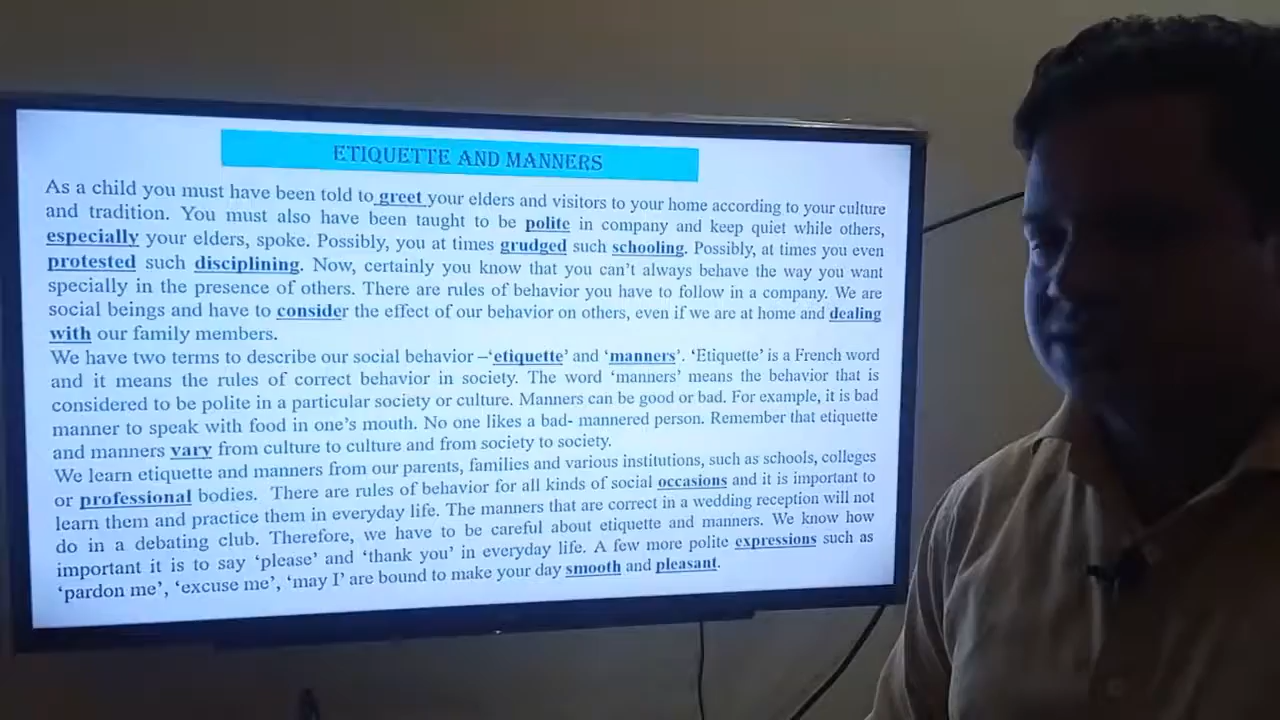 ETIQUETTE AND MANNERS
As a child you must have been told to greet your elders and visitors to your home according to your culture
and tradition. You must also have been taught to be polite in company and keep quiet while others,
especially your elders, spoke. Possibly, you at times grudged such schooling. Possibly, at times you even
protested such disciplining. Now, certainly you know that you can't always behave the way you want
specially in the presence of others. There are rules of behavior you have to follow in a company. We are
social beings and have to consider the effect of our behavior on others, even if we are at home and dealing
with our family members.
We have two terms to describe our social behavior –'etiquette' and 'manners'. 'Etiquette' is a French word
and it means the rules of correct behavior in society. The word 'manners' means the behavior that is
considered to be polite in a particular society or culture. Manners can be good or bad. For example, it is bad
manner to speak with food in one's mouth. No one likes a bad- mannered person. Remember that etiquette
and manners vary from culture to culture and from society to society.
We learn etiquette and manners from our parents, families and various institutions, such as schools, colleges
or professional bodies. There are rules of behavior for all kinds of social occasions and it is important to
learn them and practice them in everyday life. The manners that are correct in a wedding reception will not
do in a debating club. Therefore, we have to be careful about etiquette and manners. We know how
important it is to say 'please' and 'thank you' in everyday life. A few more polite expressions such as
'pardon me', 'excuse me', 'may I' are bound to make your day smooth and pleasant.